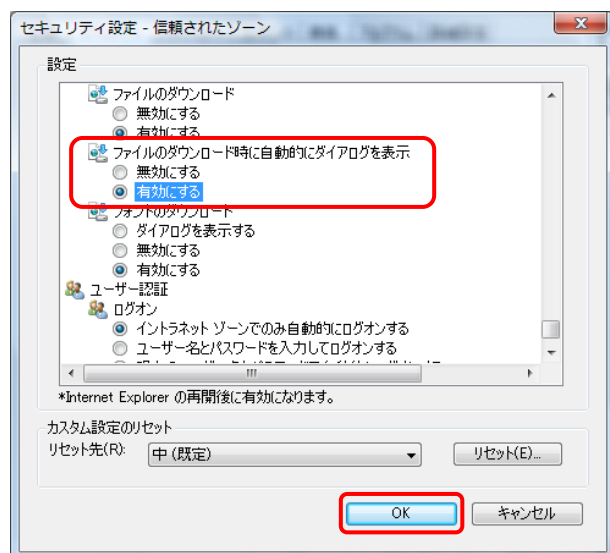 セキュリティ設定 - 信頼されたゾーン
設定
ファイルのダウンロード
無効にする
有効にする
ファイルのダウンロード時に自動的にダイアログを表示
無効にする
有効にする
フォントのダウンロード
ダイアログを表示する
無効にする
有効にする
ユーザー認証
ログオン
イントラネット ゾーンでのみ自動的にログオンする
ユーザー名とパスワードを入力してログオンする
*Internet Explorer の再開後に有効になります。
カスタム設定のリセット
リセット先(R):
中 (既定)
リセット(E)...
OK
キャンセル